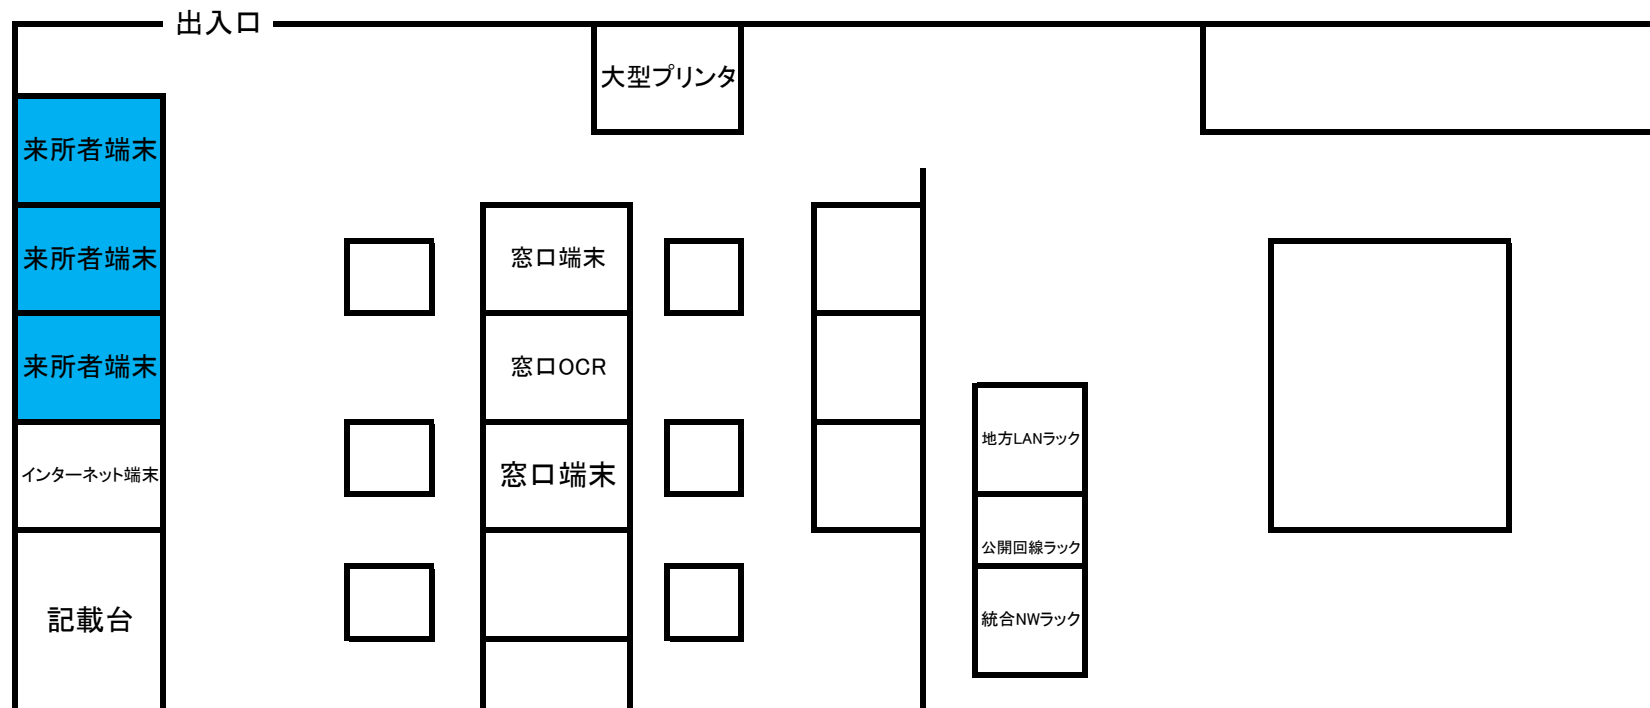 出入口
大型プリンタ
来所者端末
来所者端末
来所者端末
インターネット端末
記載台
窓口端末
窓口OCR
窓口端末
地方LANラック
公開回線ラック
統合NWラック